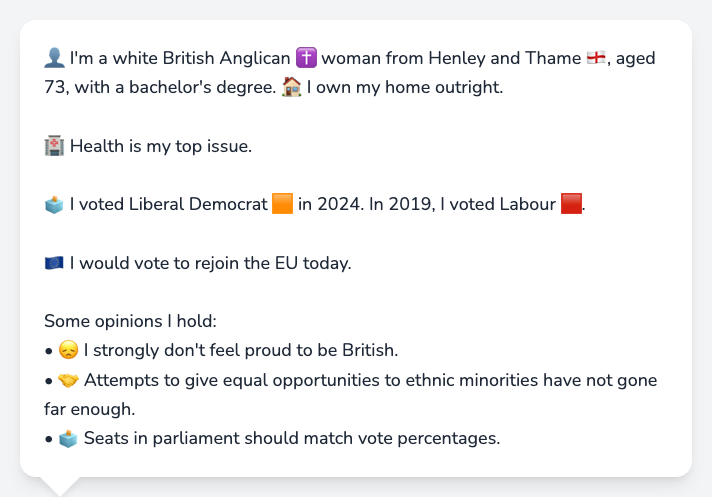 👤 I'm a white British Anglican ✝️ woman from Henley and Thame 🏴󠁧󠁢󠁥󠁮󠁧󠁿, aged
73, with a bachelor's degree. 🏠 I own my home outright.
🏥 Health is my top issue.
🗳️ I voted Liberal Democrat 🟧 in 2024. In 2019, I voted Labour 🟥.
🇪🇺 I would vote to rejoin the EU today.
Some opinions I hold:
• 😞 I strongly don't feel proud to be British.
• 🤝 Attempts to give equal opportunities to ethnic minorities have not gone
far enough.
• 🗳️ Seats in parliament should match vote percentages.